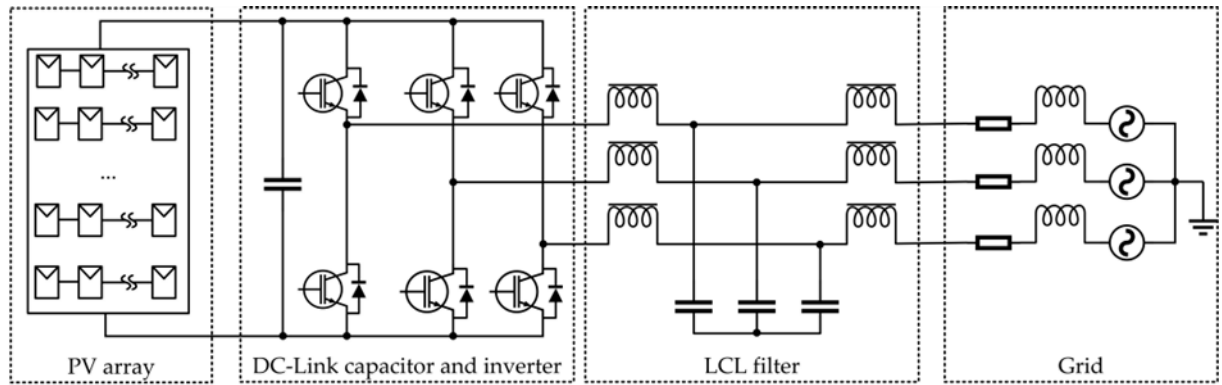 ...
PV array
DC-Link capacitor and inverter
LCL filter
Grid